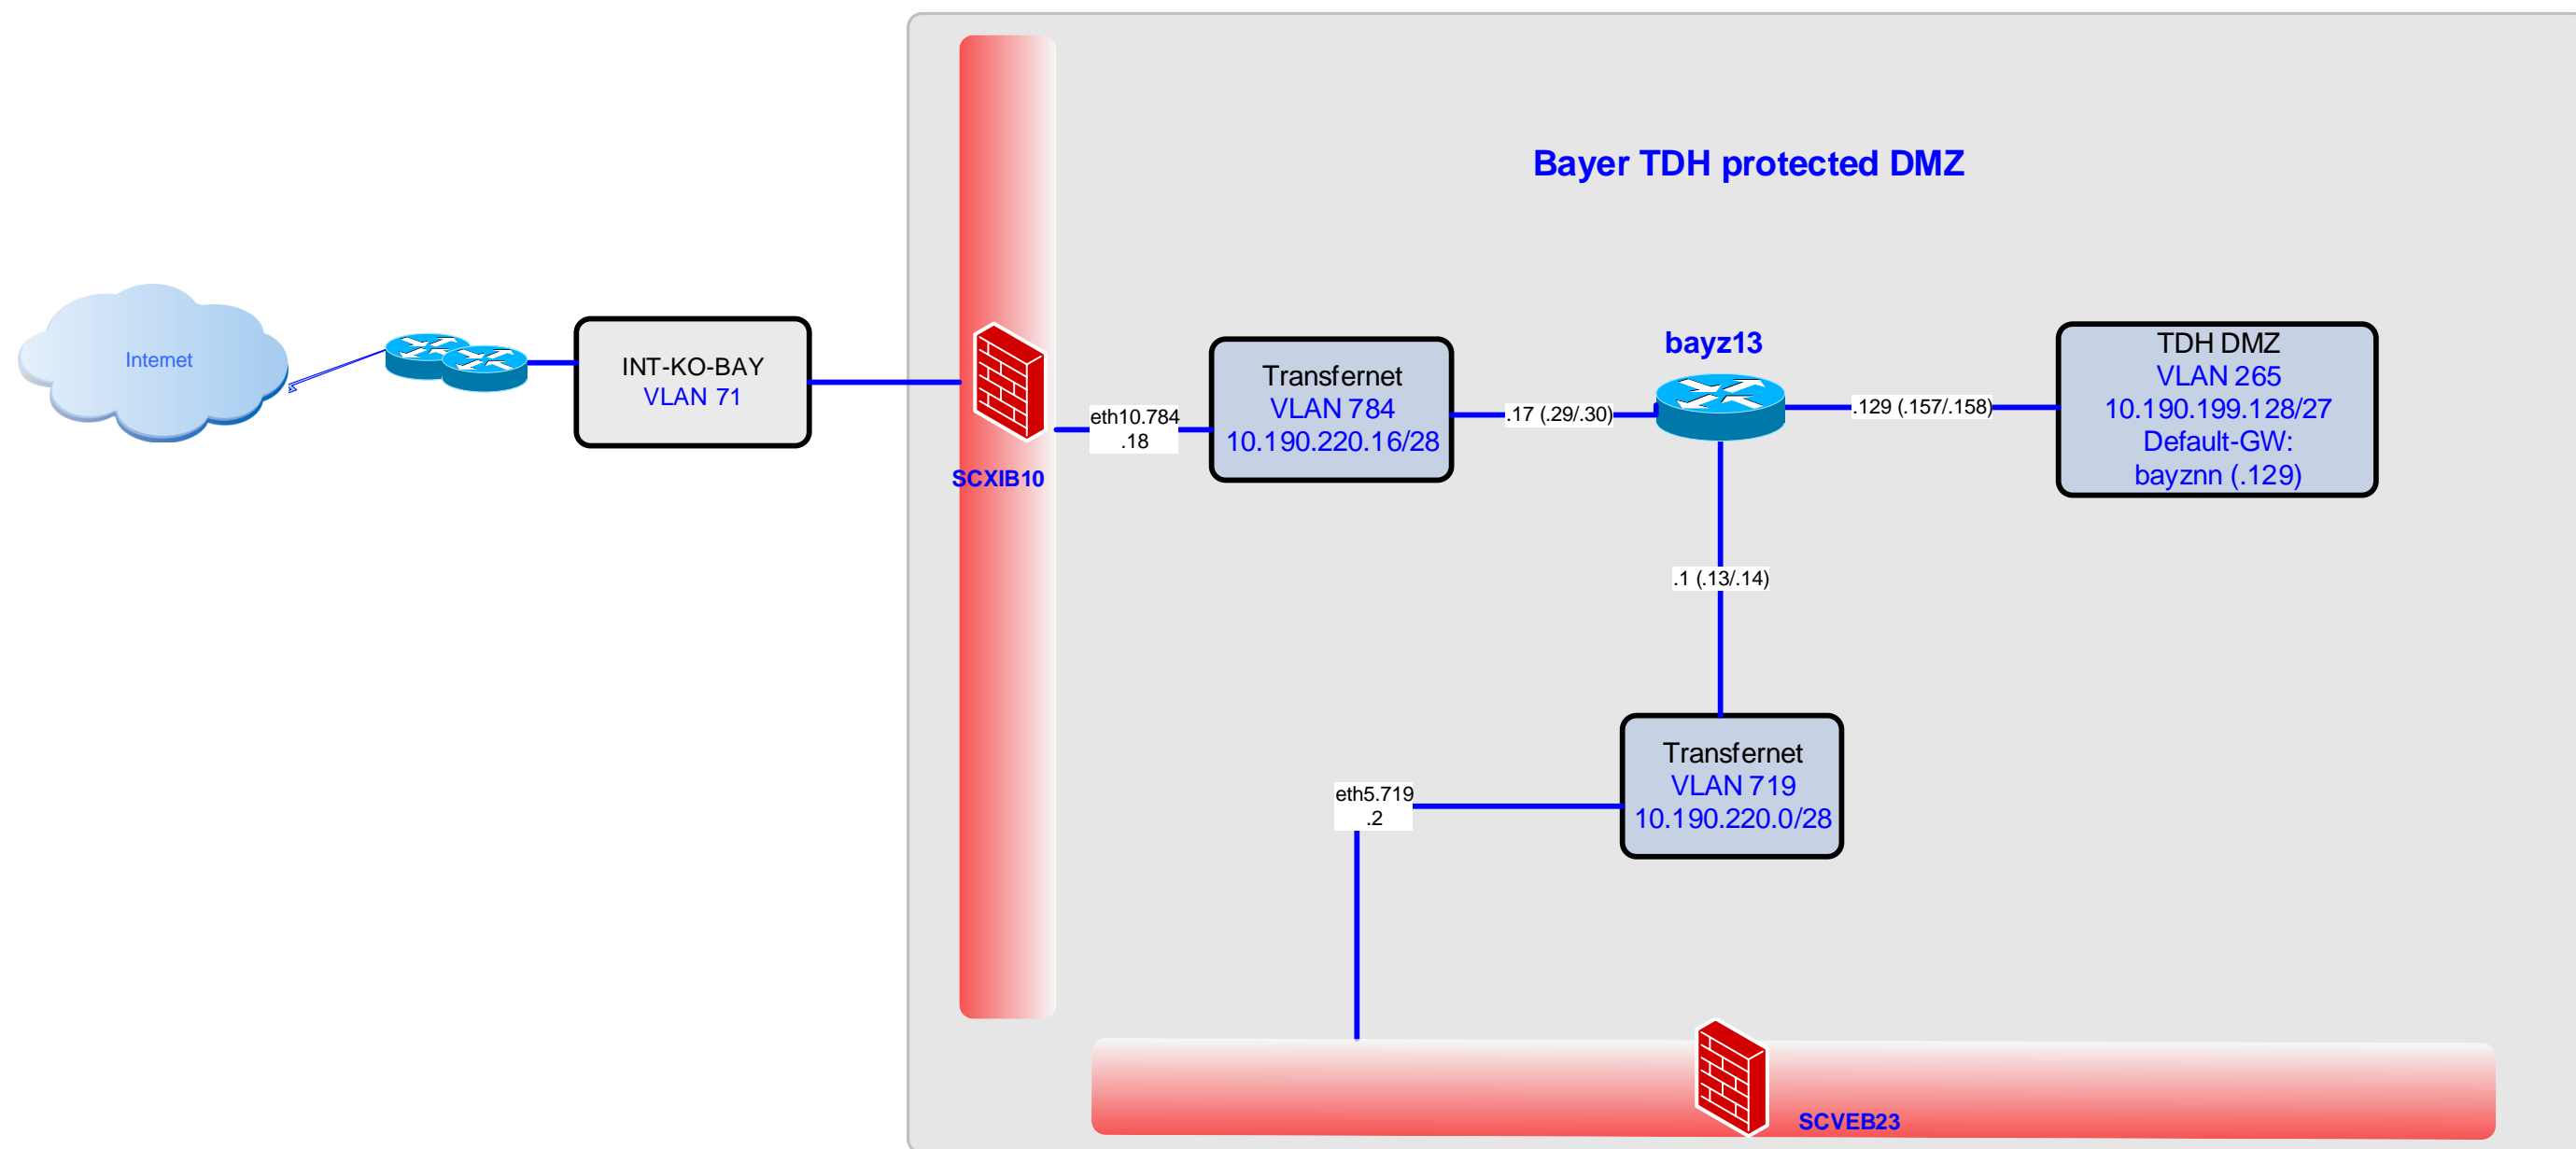 Bayer TDH protected DMZ
Internet
INT-KO-BAY
VLAN 71
SCXIB10
eth10.784
.18
Transfernet
VLAN 784
10.190.220.16/28
.17 (.29/.30)
bayz13
.129 (.157/.158)
TDH DMZ
VLAN 265
10.190.199.128/27
Default-GW:
bayznn (.129)
.1 (.13/.14)
Transfernet
VLAN 719
10.190.220.0/28
eth5.719
.2
SCVEB23